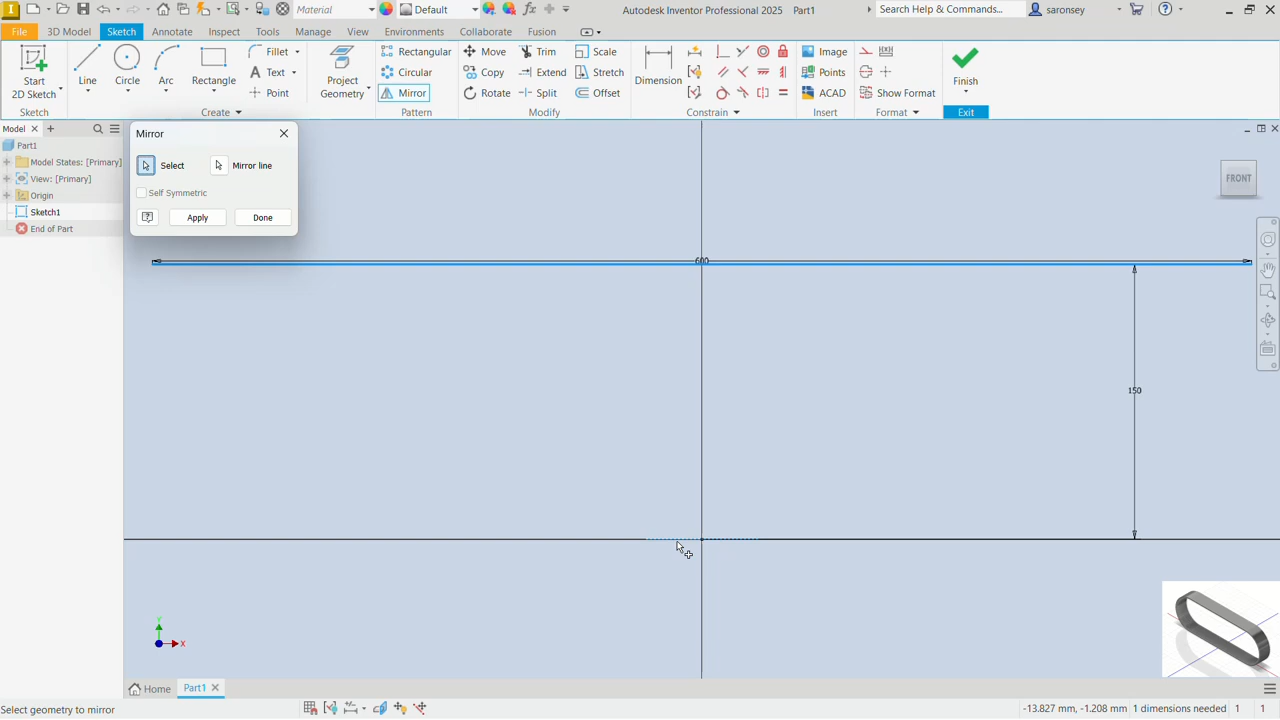 Material
Default
Autodesk Inventor Professional 2025 Part1
Search Help & Commands...
saronsey
File
3D Model
Sketch
Annotate
Inspect
Tools
Manage
View
Environments
Collaborate
Fusion
Start
2D Sketch
Line
Circle
Arc
Rectangle
Fillet
Text
Point
Project
Geometry
Rectangular
Circular
Mirror
Move
Copy
Rotate
Trim
Extend
Split
Scale
Stretch
Offset
Dimension
Image
Points
ACAD
Show Format
Finish
Sketch
Create
Pattern
Modify
Constrain
Insert
Format
Exit
Model
Part1
Model States: [Primary]
View: [Primary]
Origin
Sketch1
End of Part
Mirror
Select
Mirror line
Self Symmetric
Apply
Done
FRONT
600
150
Y
X
Home
Part1
Select geometry to mirror
-13.827 mm, -1.208 mm 1 dimensions needed 1 1